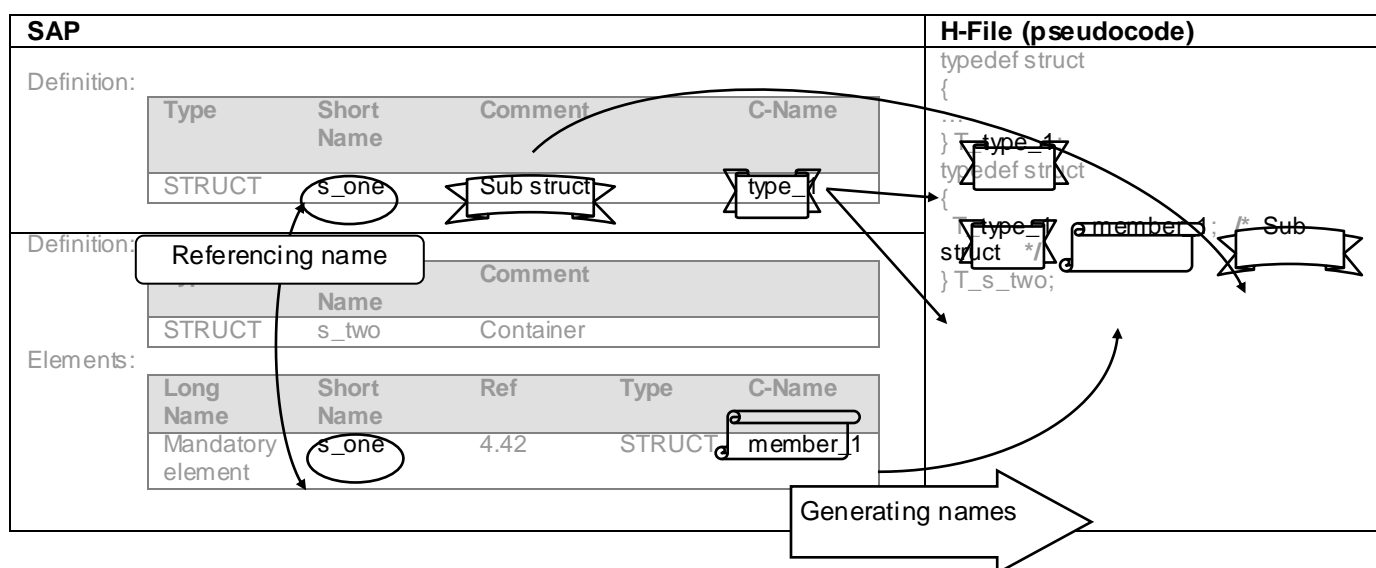 SAP
H-File (pseudocode)
Definition:
Type Short Name Comment C-Name
STRUCT s_one Sub struct type_1
Definition:
Name Comment
STRUCT s_two Container
Elements:
Long Name Short Name Ref Type C-Name
Mandatory element s_one 4.42 STRUCT member_1
Referencing name
Generating names
typedef struct
{
...
} T_type_1;
typedef struct
{
T_type_1 member_1; /* Sub
struct */
} T_s_two;